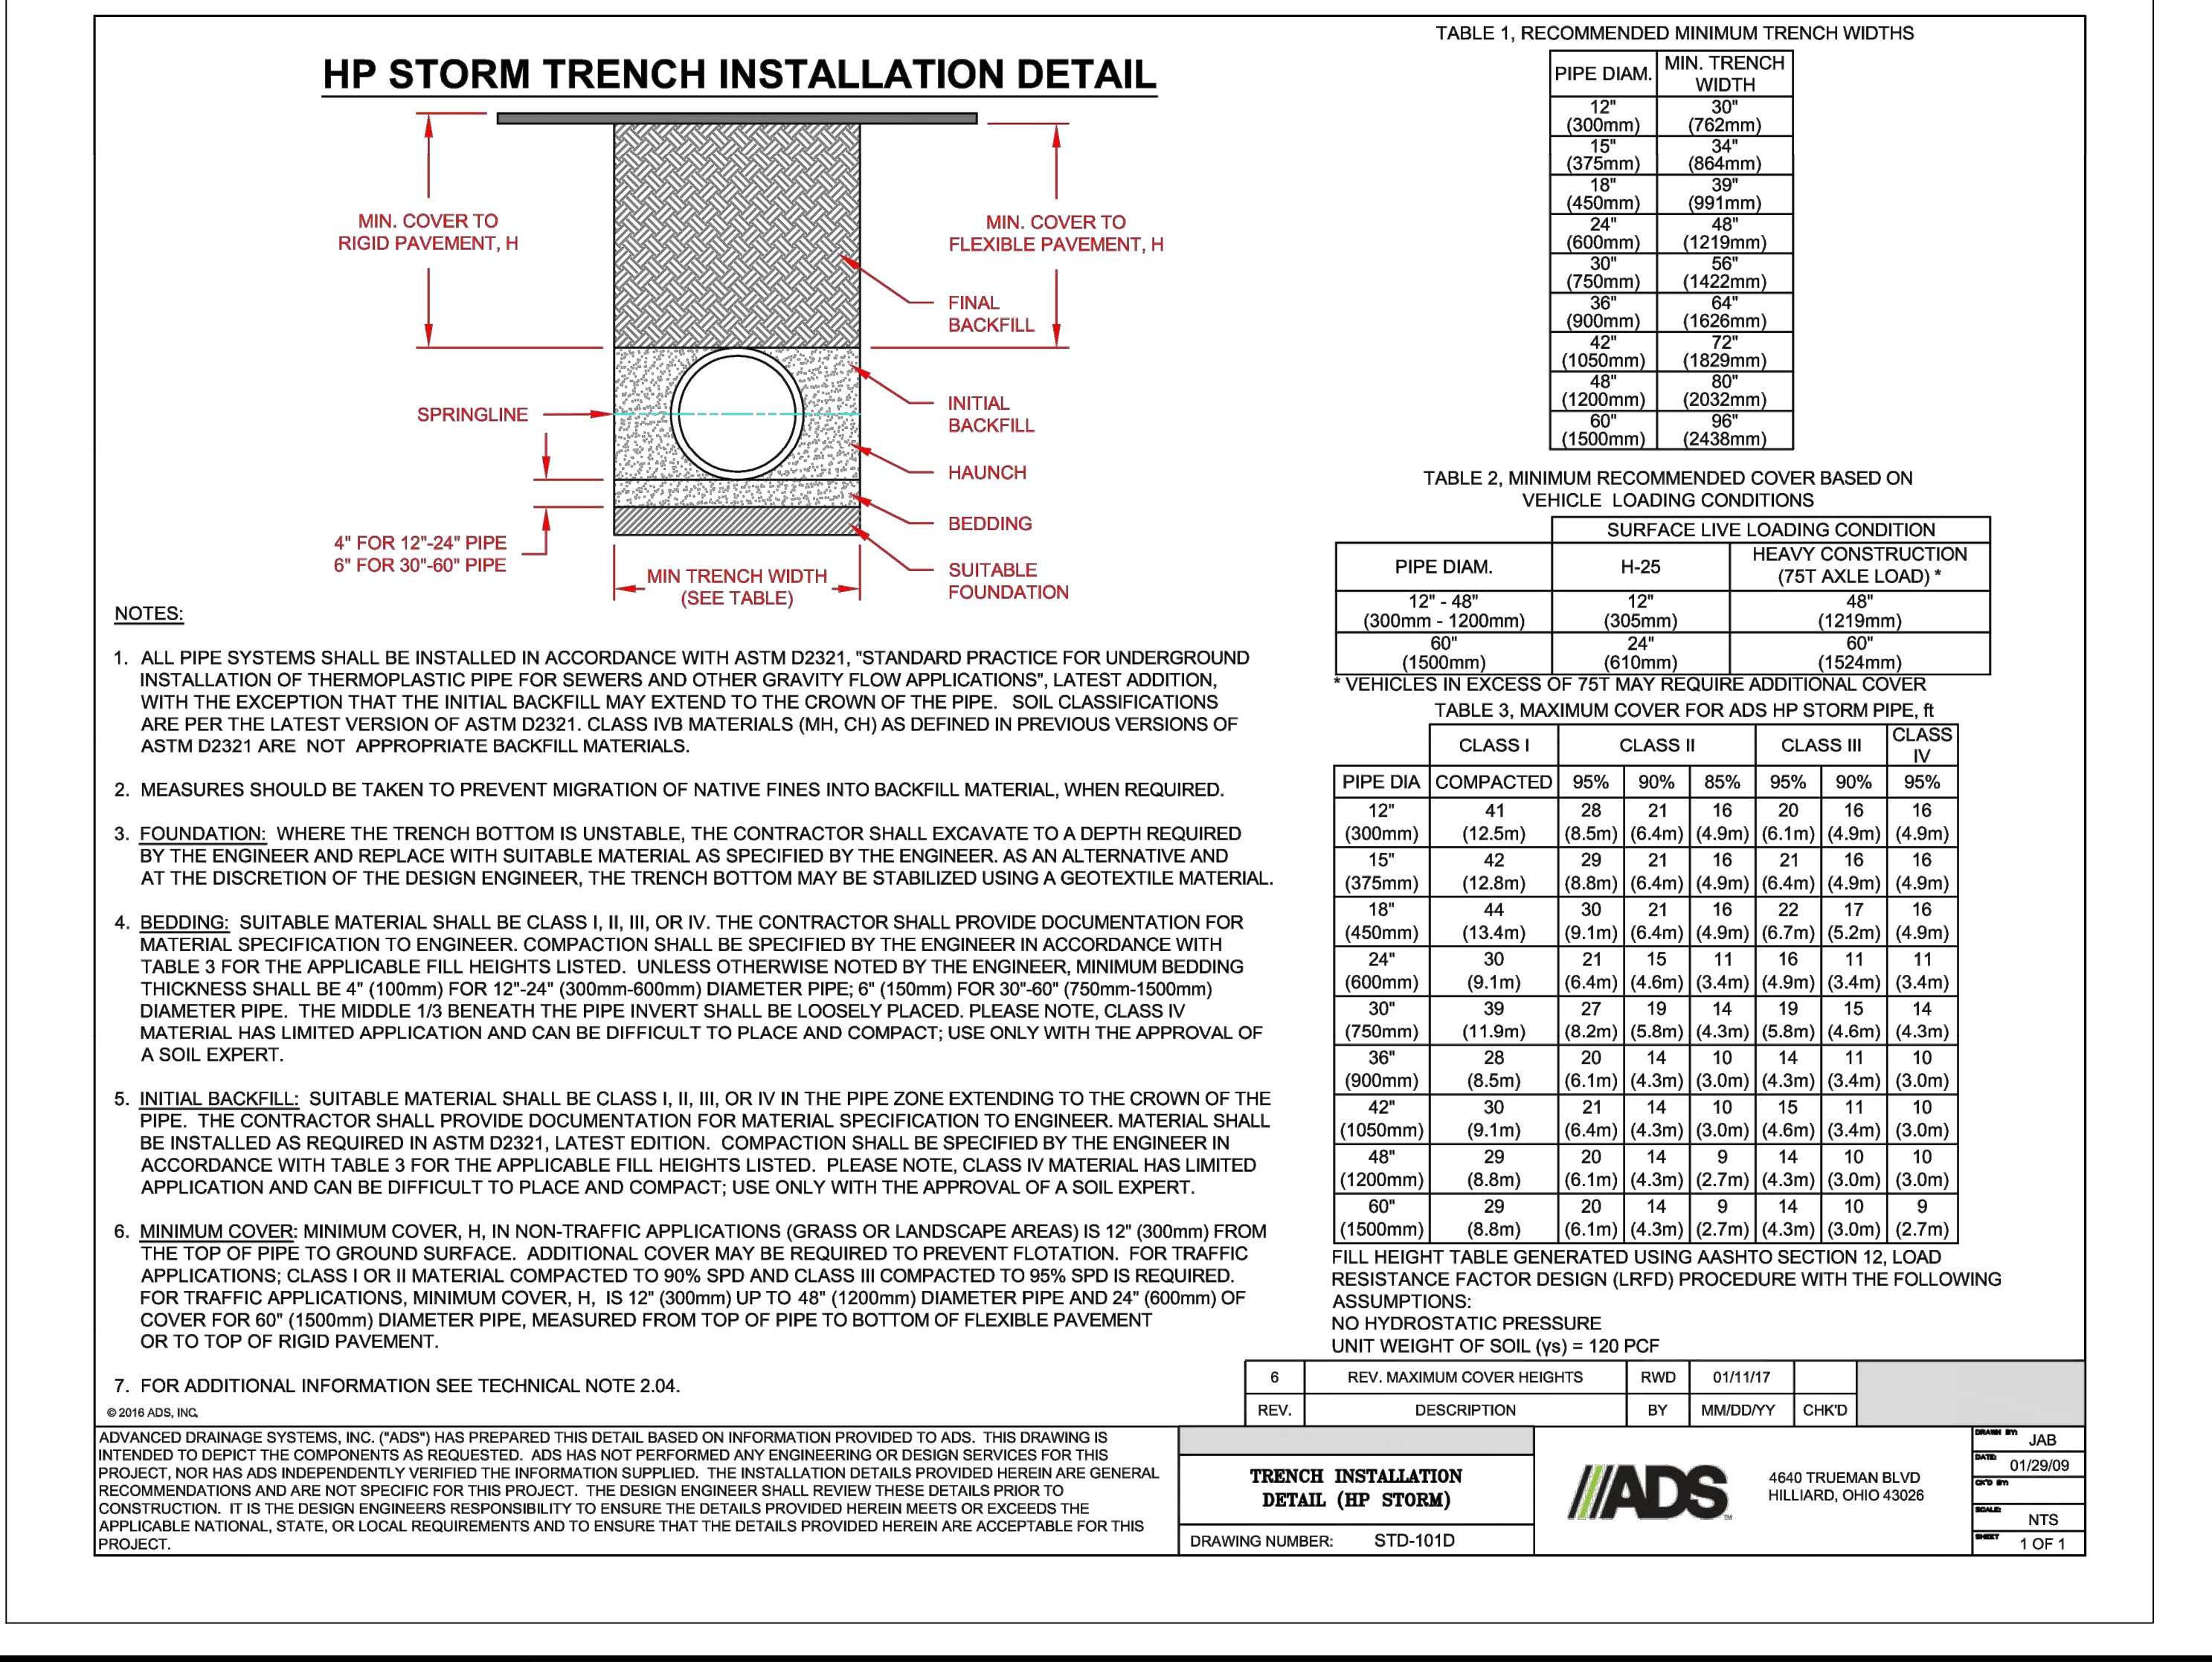 HP STORM TRENCH INSTALLATION DETAIL
MIN. COVER TO
RIGID PAVEMENT, H
MIN. COVER TO
FLEXIBLE PAVEMENT, H
FINAL
BACKFILL
INITIAL
BACKFILL
SPRINGLINE
HAUNCH
BEDDING
4" FOR 12"-24" PIPE
6" FOR 30"-60" PIPE
MIN TRENCH WIDTH
(SEE TABLE)
SUITABLE
FOUNDATION
NOTES:
1. ALL PIPE SYSTEMS SHALL BE INSTALLED IN ACCORDANCE WITH ASTM D2321, "STANDARD PRACTICE FOR UNDERGROUND
INSTALLATION OF THERMOPLASTIC PIPE FOR SEWERS AND OTHER GRAVITY FLOW APPLICATIONS", LATEST ADDITION,
WITH THE EXCEPTION THAT THE INITIAL BACKFILL MAY EXTEND TO THE CROWN OF THE PIPE. SOIL CLASSIFICATIONS
ARE PER THE LATEST VERSION OF ASTM D2321. CLASS IVB MATERIALS (MH, CH) AS DEFINED IN PREVIOUS VERSIONS OF
ASTM D2321 ARE NOT APPROPRIATE BACKFILL MATERIALS.
2. MEASURES SHOULD BE TAKEN TO PREVENT MIGRATION OF NATIVE FINES INTO BACKFILL MATERIAL, WHEN REQUIRED.
3. FOUNDATION: WHERE THE TRENCH BOTTOM IS UNSTABLE, THE CONTRACTOR SHALL EXCAVATE TO A DEPTH REQUIRED
BY THE ENGINEER AND REPLACE WITH SUITABLE MATERIAL AS SPECIFIED BY THE ENGINEER. AS AN ALTERNATIVE AND
AT THE DISCRETION OF THE DESIGN ENGINEER, THE TRENCH BOTTOM MAY BE STABILIZED USING A GEOTEXTILE MATERIAL.
4. BEDDING: SUITABLE MATERIAL SHALL BE CLASS I, II, III, OR IV. THE CONTRACTOR SHALL PROVIDE DOCUMENTATION FOR
MATERIAL SPECIFICATION TO ENGINEER. COMPACTION SHALL BE SPECIFIED BY THE ENGINEER IN ACCORDANCE WITH
TABLE 3 FOR THE APPLICABLE FILL HEIGHTS LISTED. UNLESS OTHERWISE NOTED BY THE ENGINEER, MINIMUM BEDDING
THICKNESS SHALL BE 4" (100mm) FOR 12"-24" (300mm-600mm) DIAMETER PIPE; 6" (150mm) FOR 30"-60" (750mm-1500mm)
DIAMETER PIPE. THE MIDDLE 1/3 BENEATH THE PIPE INVERT SHALL BE LOOSELY PLACED. PLEASE NOTE, CLASS IV
MATERIAL HAS LIMITED APPLICATION AND CAN BE DIFFICULT TO PLACE AND COMPACT; USE ONLY WITH THE APPROVAL OF
A SOIL EXPERT.
5. INITIAL BACKFILL: SUITABLE MATERIAL SHALL BE CLASS I, II, III, OR IV IN THE PIPE ZONE EXTENDING TO THE CROWN OF THE
PIPE. THE CONTRACTOR SHALL PROVIDE DOCUMENTATION FOR MATERIAL SPECIFICATION TO ENGINEER. MATERIAL SHALL
BE INSTALLED AS REQUIRED IN ASTM D2321, LATEST EDITION. COMPACTION SHALL BE SPECIFIED BY THE ENGINEER IN
ACCORDANCE WITH TABLE 3 FOR THE APPLICABLE FILL HEIGHTS LISTED. PLEASE NOTE, CLASS IV MATERIAL HAS LIMITED
APPLICATION AND CAN BE DIFFICULT TO PLACE AND COMPACT; USE ONLY WITH THE APPROVAL OF A SOIL EXPERT.
6. MINIMUM COVER: MINIMUM COVER, H, IN NON-TRAFFIC APPLICATIONS (GRASS OR LANDSCAPE AREAS) IS 12" (300mm) FROM
THE TOP OF PIPE TO GROUND SURFACE. ADDITIONAL COVER MAY BE REQUIRED TO PREVENT FLOTATION. FOR TRAFFIC
APPLICATIONS; CLASS I OR II MATERIAL COMPACTED TO 90% SPD AND CLASS III COMPACTED TO 95% SPD IS REQUIRED.
FOR TRAFFIC APPLICATIONS, MINIMUM COVER, H, IS 12" (300mm) UP TO 48" (1200mm) DIAMETER PIPE AND 24" (600mm) OF
COVER FOR 60" (1500mm) DIAMETER PIPE, MEASURED FROM TOP OF PIPE TO BOTTOM OF FLEXIBLE PAVEMENT
OR TO TOP OF RIGID PAVEMENT.
7. FOR ADDITIONAL INFORMATION SEE TECHNICAL NOTE 2.04.
© 2016 ADS, INC.
TABLE 1, RECOMMENDED MINIMUM TRENCH WIDTHS
PIPE DIAM. MIN. TRENCH
WIDTH
12" 30"
(300mm) (762mm)
15" 34"
(375mm) (864mm)
18" 39"
(450mm) (991mm)
24" 48"
(600mm) (1219mm)
30" 56"
(750mm) (1422mm)
36" 64"
(900mm) (1626mm)
42" 72"
(1050mm) (1829mm)
48" 80"
(1200mm) (2032mm)
60" 96"
(1500mm) (2438mm)
TABLE 2, MINIMUM RECOMMENDED COVER BASED ON
VEHICLE LOADING CONDITIONS
SURFACE LIVE LOADING CONDITION
PIPE DIAM. H-25 HEAVY CONSTRUCTION
(75T AXLE LOAD) *
12" - 48" 12" 48"
(300mm - 1200mm) (305mm) (1219mm)
60" 24" 60"
(1500mm) (610mm) (1524mm)
* VEHICLES IN EXCESS OF 75T MAY REQUIRE ADDITIONAL COVER
TABLE 3, MAXIMUM COVER FOR ADS HP STORM PIPE, ft
CLASS I CLASS II CLASS III CLASS
IV
PIPE DIA COMPACTED 95% 90% 85% 95% 90% 95%
12" 41 28 21 16 20 16 16
(300mm) (12.5m) (8.5m) (6.4m) (4.9m) (6.1m) (4.9m) (4.9m)
15" 42 29 21 16 21 16 16
(375mm) (12.8m) (8.8m) (6.4m) (4.9m) (6.4m) (4.9m) (4.9m)
18" 44 30 21 16 22 17 16
(450mm) (13.4m) (9.1m) (6.4m) (4.9m) (6.7m) (5.2m) (4.9m)
24" 30 21 15 11 16 11 11
(600mm) (9.1m) (6.4m) (4.6m) (3.4m) (4.9m) (3.4m) (3.4m)
30" 39 27 19 14 19 15 14
(750mm) (11.9m) (8.2m) (5.8m) (4.3m) (5.8m) (4.6m) (4.3m)
36" 28 20 14 10 14 11 10
(900mm) (8.5m) (6.1m) (4.3m) (3.0m) (4.3m) (3.4m) (3.0m)
42" 30 21 14 10 15 11 10
(1050mm) (9.1m) (6.4m) (4.3m) (3.0m) (4.6m) (3.4m) (3.0m)
48" 29 20 14 9 14 10 10
(1200mm) (8.8m) (6.1m) (4.3m) (2.7m) (4.3m) (3.0m) (3.0m)
60" 29 20 14 9 14 10 9
(1500mm) (8.8m) (6.1m) (4.3m) (2.7m) (4.3m) (3.0m) (2.7m)
FILL HEIGHT TABLE GENERATED USING AASHTO SECTION 12, LOAD
RESISTANCE FACTOR DESIGN (LRFD) PROCEDURE WITH THE FOLLOWING
ASSUMPTIONS:
NO HYDROSTATIC PRESSURE
UNIT WEIGHT OF SOIL (γs) = 120 PCF
6 REV. MAXIMUM COVER HEIGHTS RWD 01/11/17
REV. DESCRIPTION BY MM/DD/YY CHK'D
ADVANCED DRAINAGE SYSTEMS, INC. ("ADS") HAS PREPARED THIS DETAIL BASED ON INFORMATION PROVIDED TO ADS. THIS DRAWING IS
INTENDED TO DEPICT THE COMPONENTS AS REQUESTED. ADS HAS NOT PERFORMED ANY ENGINEERING OR DESIGN SERVICES FOR THIS
PROJECT, NOR HAS ADS INDEPENDENTLY VERIFIED THE INFORMATION SUPPLIED. THE INSTALLATION DETAILS PROVIDED HEREIN ARE GENERAL
RECOMMENDATIONS AND ARE NOT SPECIFIC FOR THIS PROJECT. THE DESIGN ENGINEER SHALL REVIEW THESE DETAILS PRIOR TO
CONSTRUCTION. IT IS THE DESIGN ENGINEERS RESPONSIBILITY TO ENSURE THE DETAILS PROVIDED HEREIN MEETS OR EXCEEDS THE
APPLICABLE NATIONAL, STATE, OR LOCAL REQUIREMENTS AND TO ENSURE THAT THE DETAILS PROVIDED HEREIN ARE ACCEPTABLE FOR THIS
PROJECT.
TRENCH INSTALLATION
DETAIL (HP STORM)
DRAWING NUMBER: STD-101D
ADS
TM
4640 TRUEMAN BLVD
HILLIARD, OHIO 43026
DRAWN BY: JAB
DATE: 01/29/09
CK'D BY:
SCALE: NTS
SHEET 1 OF 1